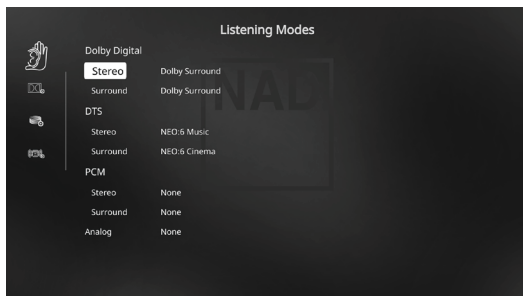 Listening Modes
Dolby Digital
Stereo Dolby Surround
Surround Dolby Surround
DTS
Stereo NEO:6 Music
Surround NEO:6 Cinema
PCM
Stereo None
Surround None
Analog None
NAD